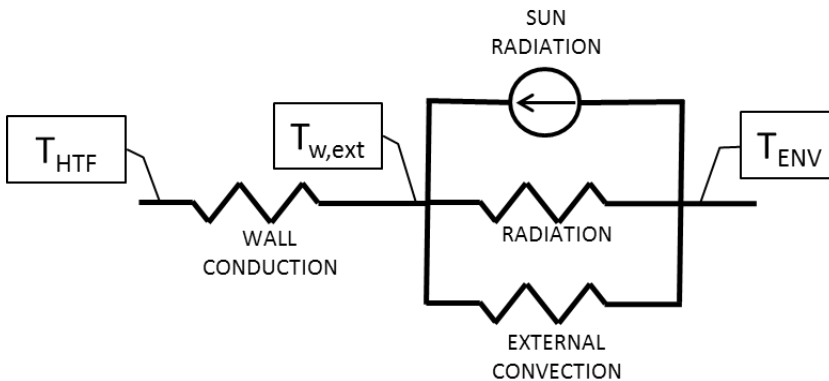 SUN
RADIATION
T_HTF
T_w,ext
T_ENV
WALL
CONDUCTION
RADIATION
EXTERNAL
CONVECTION